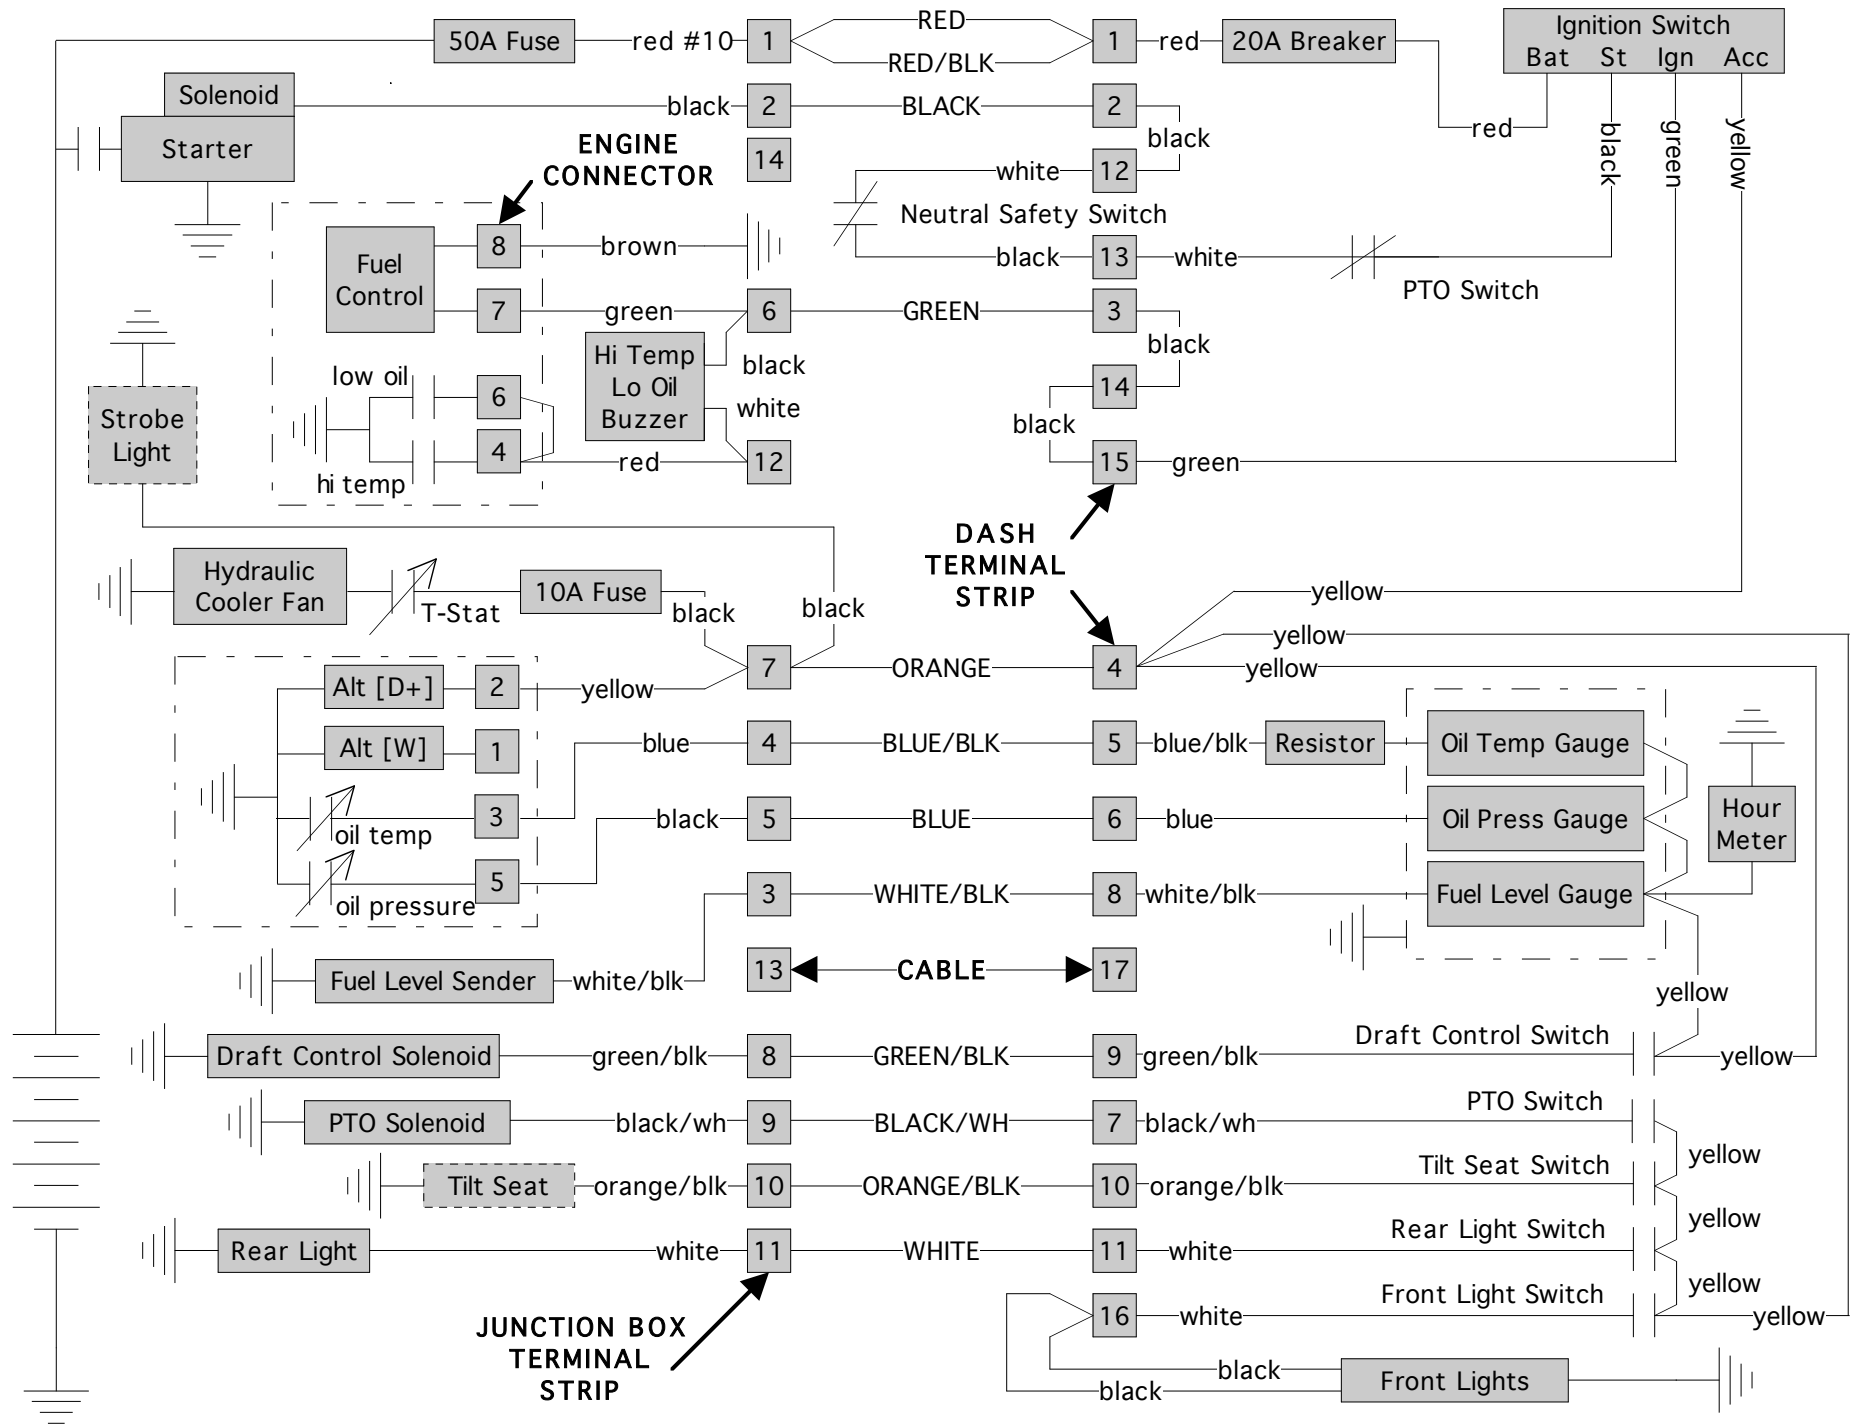 50A Fuse
red #10
1
RED
RED/BLK
1
red
20A Breaker
Ignition Switch
Bat St Ign Acc
red
black
green
yellow
Solenoid
Starter
black
2
BLACK
2
black
ENGINE
CONNECTOR
14
white
12
Neutral Safety Switch
black
13
white
PTO Switch
Fuel
Control
8
brown
7
green
6
GREEN
3
black
Hi Temp
Lo Oil
Buzzer
black
white
14
black
low oil
6
4
hi temp
red
12
15
green
Strobe
Light
DASH
TERMINAL
STRIP
Hydraulic
Cooler Fan
T-Stat
10A Fuse
black
black
yellow
yellow
yellow
7
ORANGE
4
Alt [D+]
2
yellow
Alt [W]
1
blue
4
BLUE/BLK
5
blue/blk
Resistor
Oil Temp Gauge
oil temp
3
black
5
BLUE
6
blue
Oil Press Gauge
Hour
Meter
oil pressure
5
3
WHITE/BLK
8
white/blk
Fuel Level Gauge
Fuel Level Sender
white/blk
13
CABLE
17
yellow
Draft Control Solenoid
green/blk
8
GREEN/BLK
9
green/blk
Draft Control Switch
yellow
PTO Solenoid
black/wh
9
BLACK/WH
7
black/wh
PTO Switch
yellow
Tilt Seat
orange/blk
10
ORANGE/BLK
10
orange/blk
Tilt Seat Switch
yellow
Rear Light
white
11
WHITE
11
white
Rear Light Switch
yellow
16
white
Front Light Switch
yellow
JUNCTION BOX
TERMINAL
STRIP
black
black
Front Lights